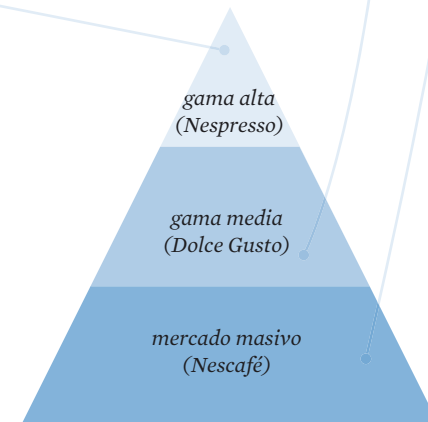 gama alta
(Nespresso)
gama media
(Dolce Gusto)
mercado masivo
(Nescafé)